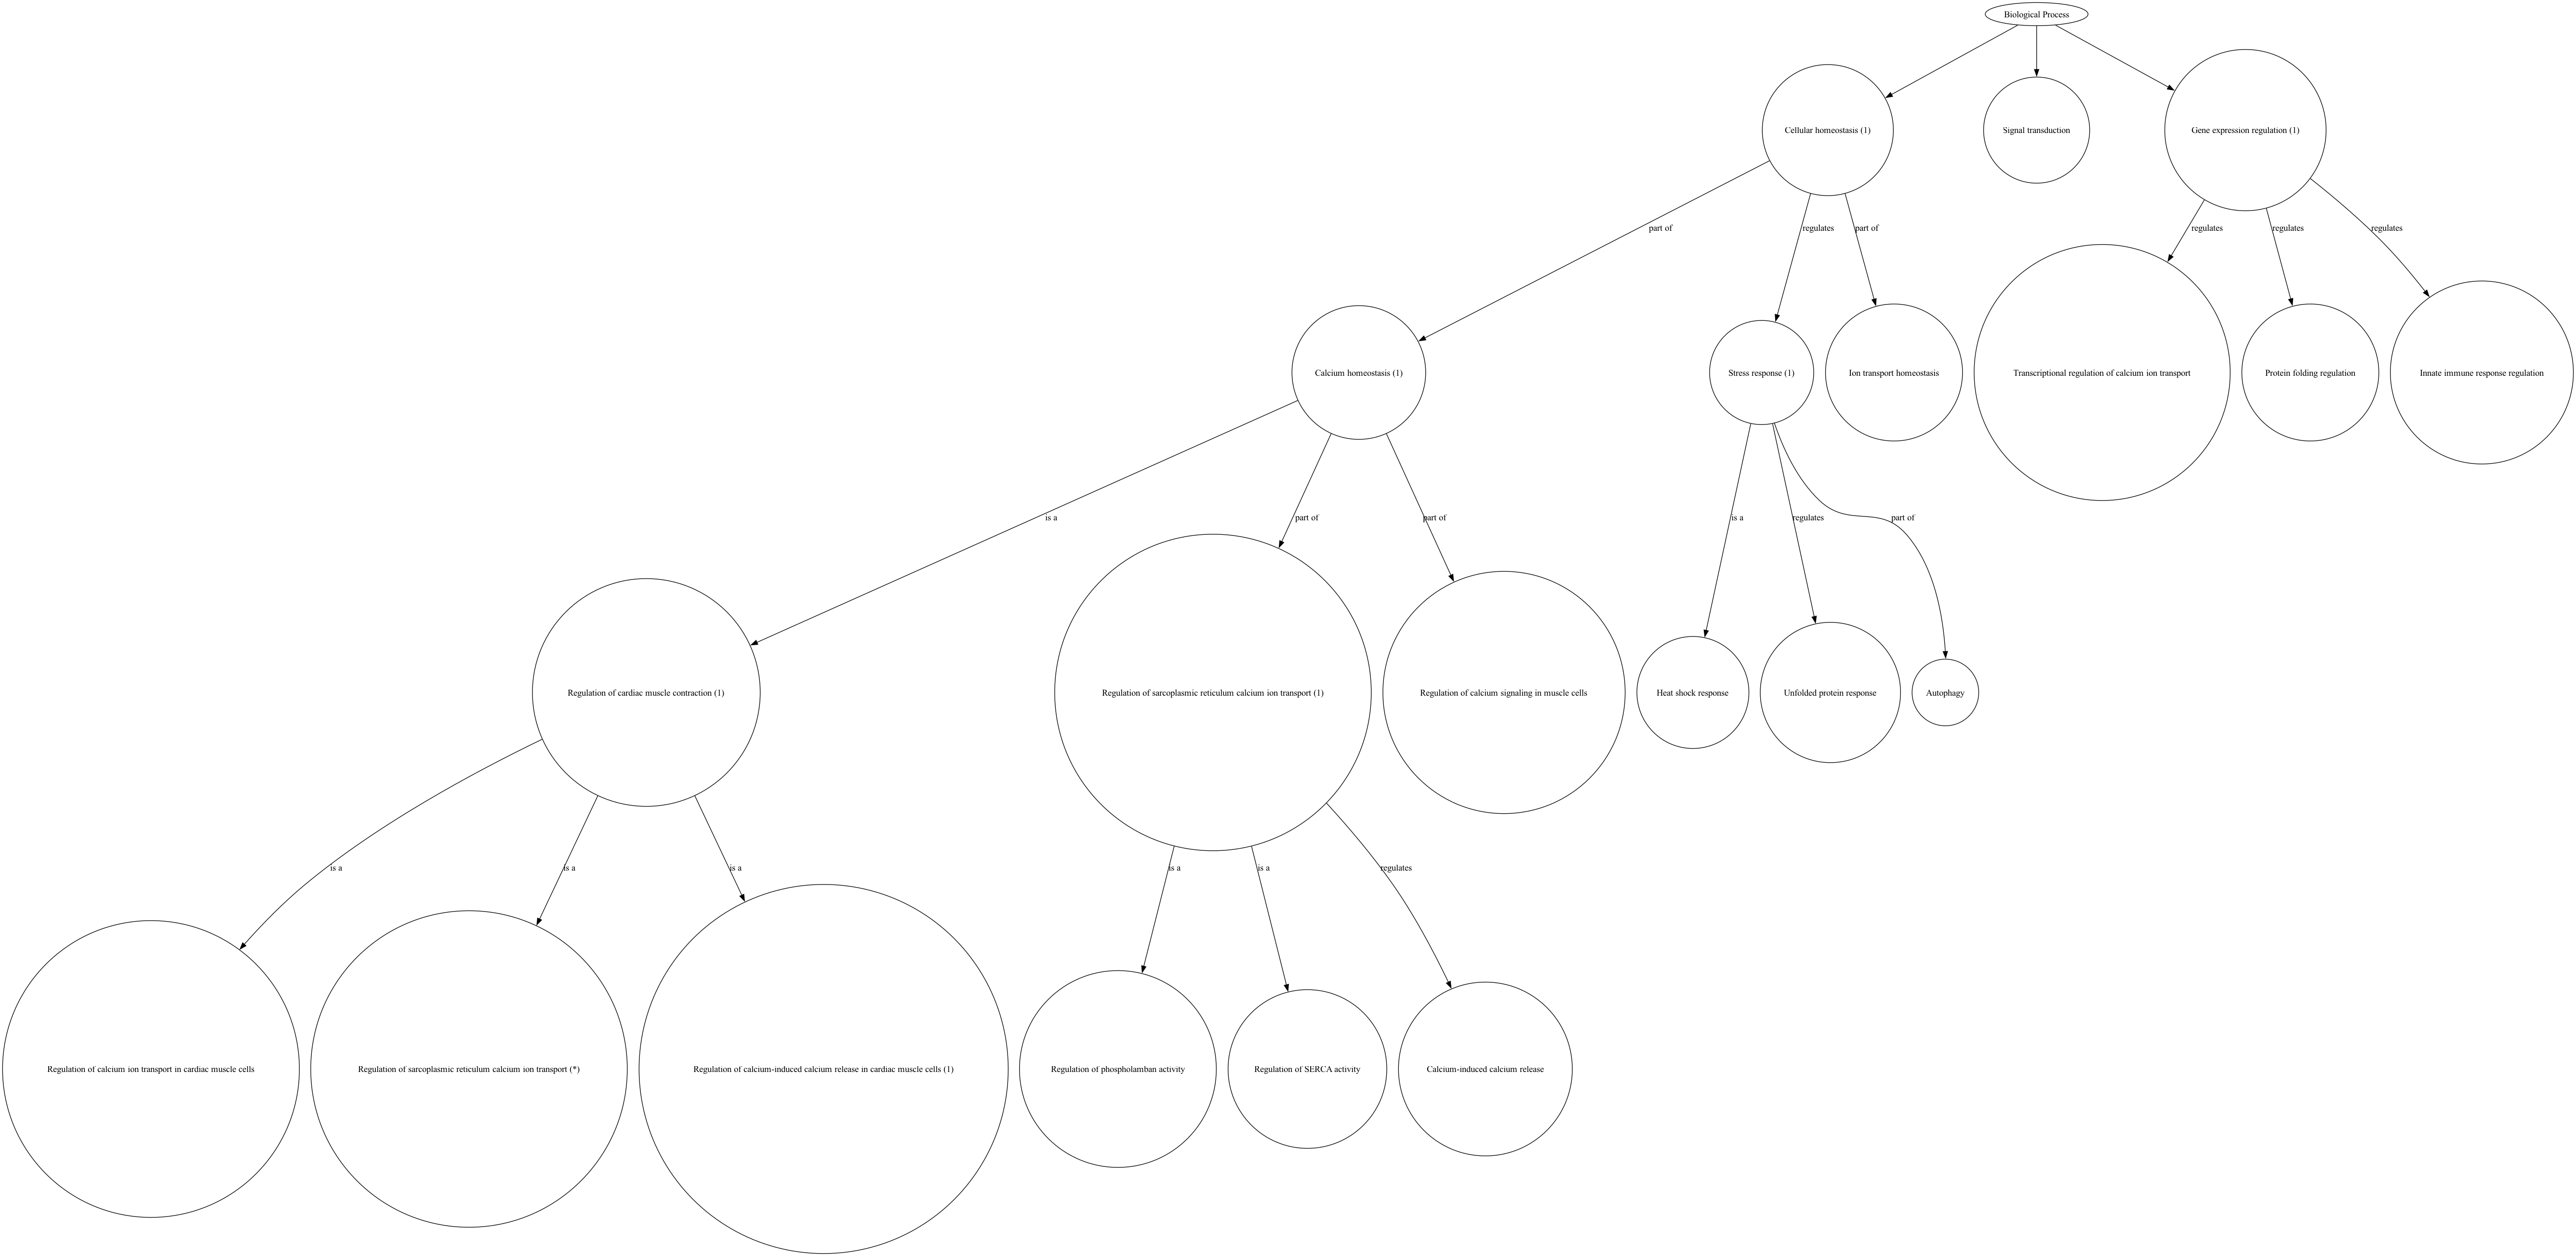 Biological Process
Cellular homeostasis (1)
Signal transduction
Gene expression regulation (1)
part of
regulates
part of
regulates
regulates
regulates
Calcium homeostasis (1)
Stress response (1)
Ion transport homeostasis
Transcriptional regulation of calcium ion transport
Protein folding regulation
Innate immune response regulation
is a
part of
part of
is a
regulates
part of
Regulation of cardiac muscle contraction (1)
Regulation of sarcoplasmic reticulum calcium ion transport (1)
Regulation of calcium signaling in muscle cells
Heat shock response
Unfolded protein response
Autophagy
is a
is a
is a
is a
is a
regulates
Regulation of calcium ion transport in cardiac muscle cells
Regulation of sarcoplasmic reticulum calcium ion transport (*)
Regulation of calcium-induced calcium release in cardiac muscle cells (1)
Regulation of phospholamban activity
Regulation of SERCA activity
Calcium-induced calcium release